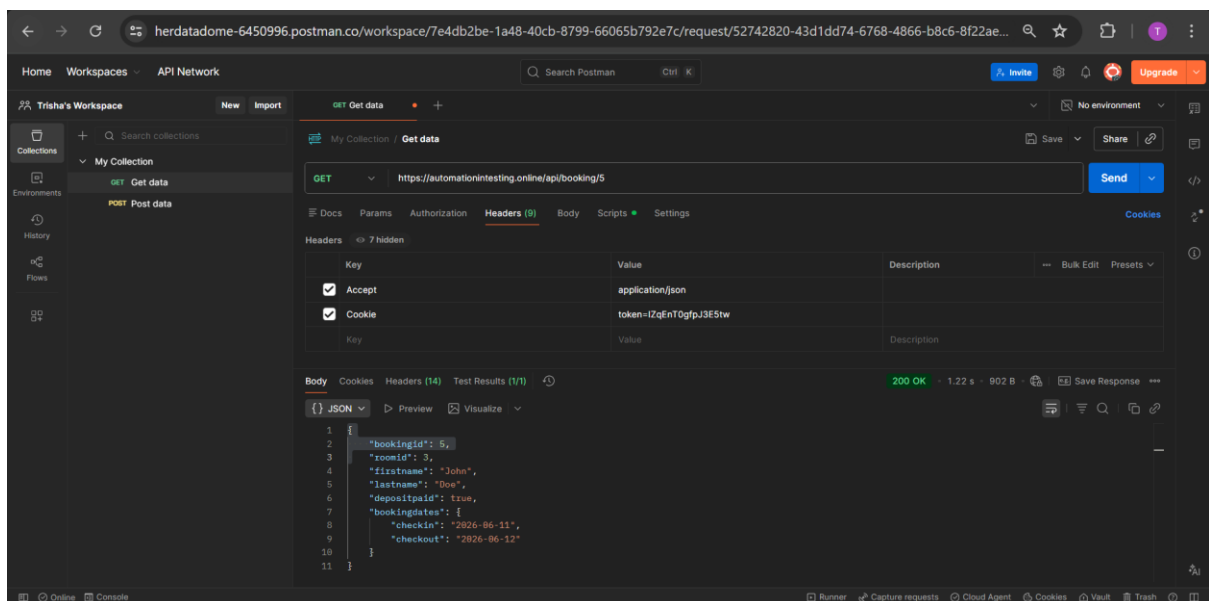 herdatadome-6450996.postman.co/workspace/7e4db2be-1a48-40cb-8799-66065b792e7c/request/52742820-43d1dd74-6768-4866-b8c6-8f22ae...
T
Home Workspaces API Network
Search Postman Ctrl K
Invite Upgrade
Trisha's Workspace New Import
GET Get data
No environment
Collections
Search collections
My Collection
GET Get data
POST Post data
Environments
History
Flows
HTTP My Collection / Get data
Save Share
GET https://automationintesting.online/api/booking/5 Send
Docs Params Authorization Headers (9) Body Scripts Settings Cookies
Headers 7 hidden
Key Value Description ••• Bulk Edit Presets
Accept application/json
Cookie token=IZqEnT0gfpJ3E5tw
Key Value Description
Body Cookies Headers (14) Test Results (1/1) 200 OK · 1.22 s · 902 B · Save Response •••
{} JSON Preview Visualize
1 {
2 "bookingid": 5,
3 "roomid": 3,
4 "firstname": "John",
5 "lastname": "Doe",
6 "depositpaid": true,
7 "bookingdates": {
8 "checkin": "2026-06-11",
9 "checkout": "2026-06-12"
10 }
11 }
AI
Online Console Runner Capture requests Cloud Agent Cookies Vault Trash